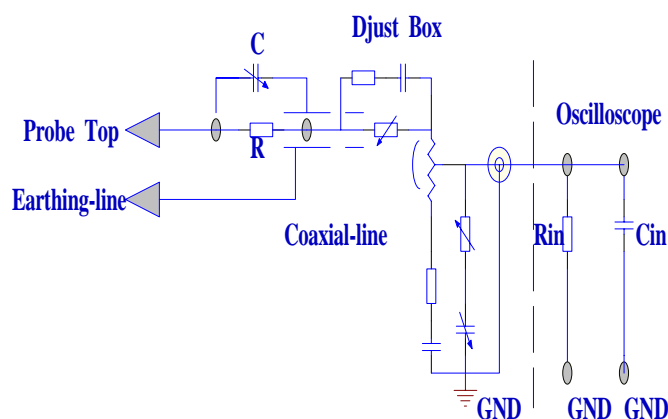 Djust Box
C
Oscilloscope
Probe Top
R
Earthing-line
Coaxial-line
Rin
Cin
GND
GND
GND